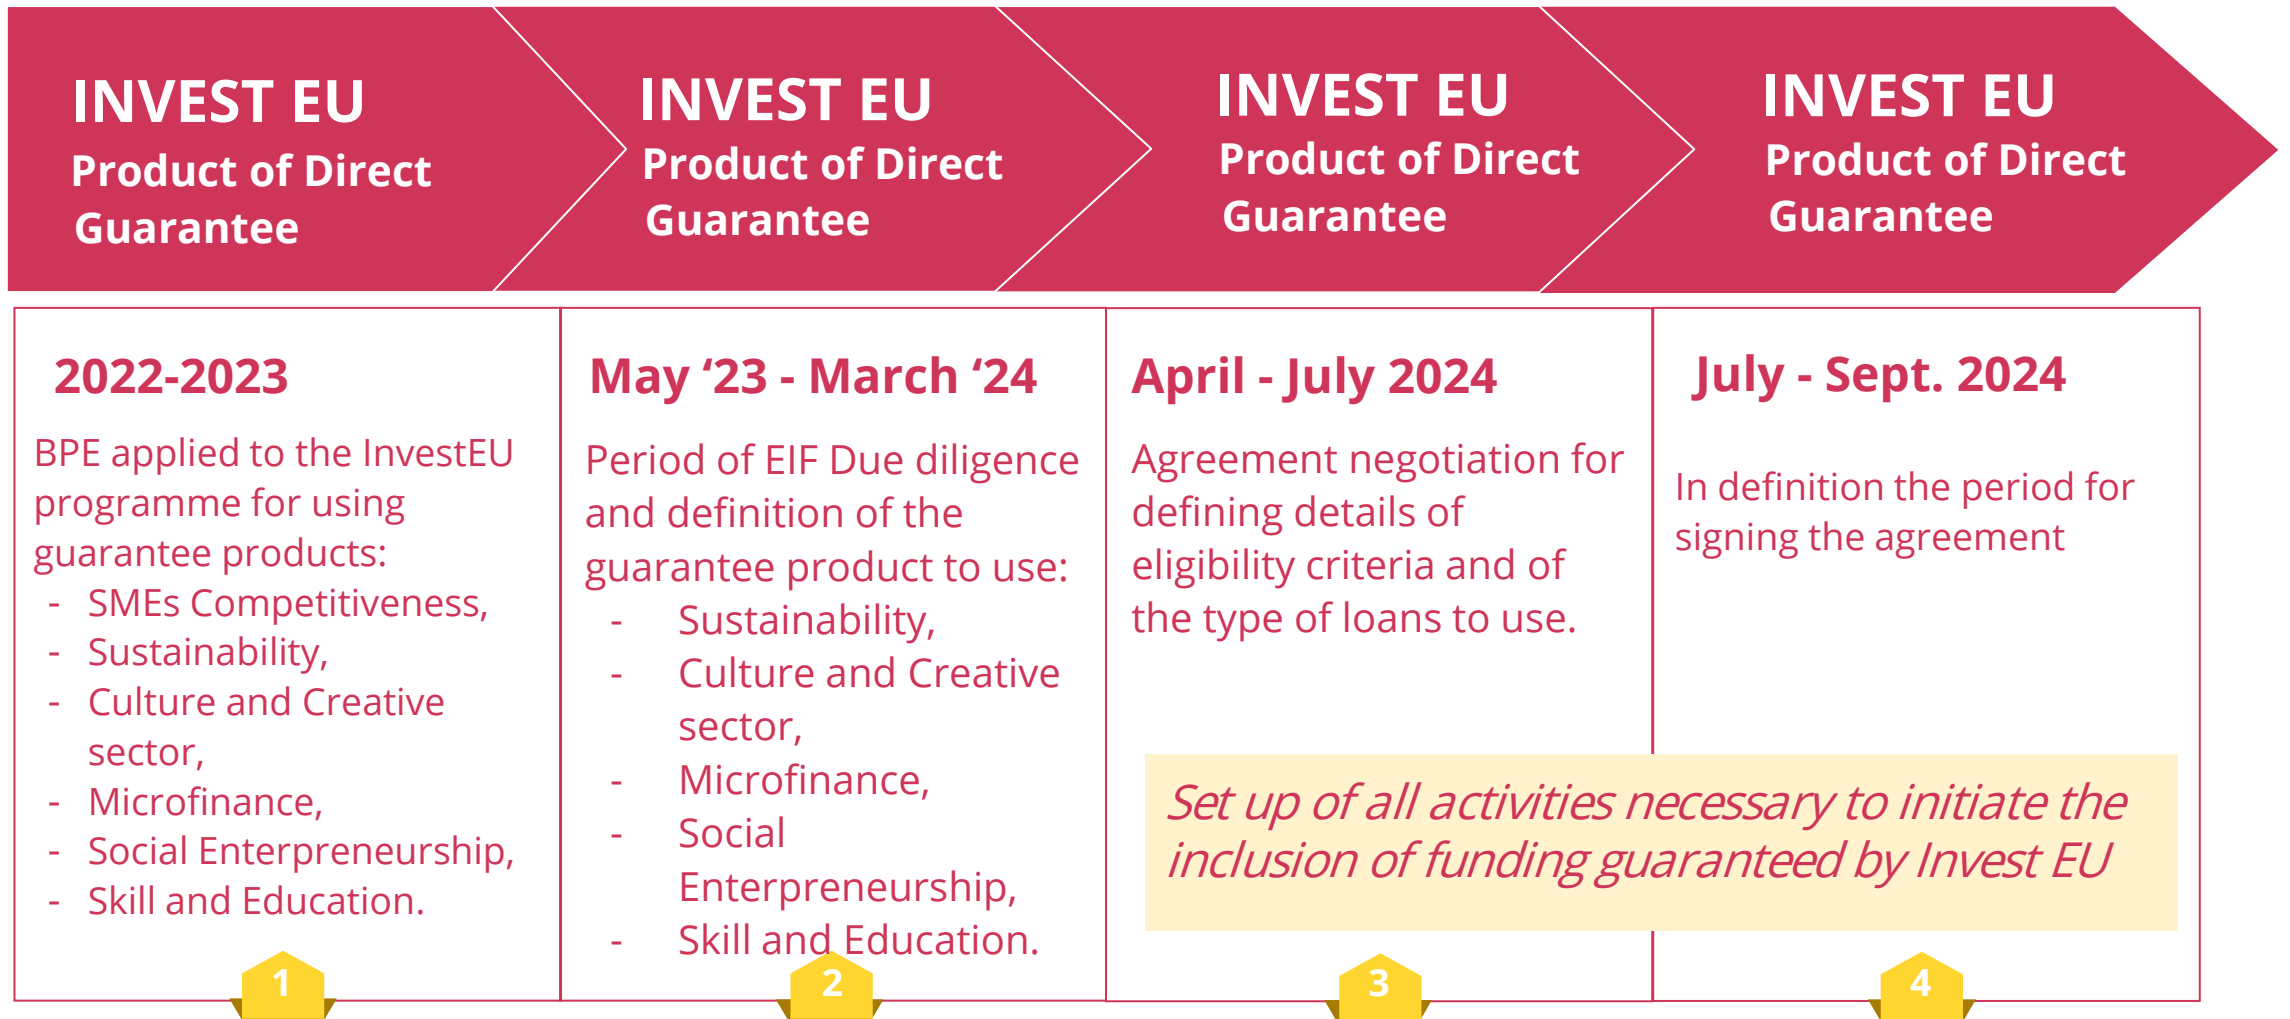 INVEST EU
Product of Direct
Guarantee
INVEST EU
Product of Direct
Guarantee
INVEST EU
Product of Direct
Guarantee
INVEST EU
Product of Direct
Guarantee
2022-2023
BPE applied to the InvestEU
programme for using
guarantee products:
- SMEs Competitiveness,
- Sustainability,
- Culture and Creative
sector,
- Microfinance,
- Social Enterpreneurship,
- Skill and Education.
1
May ‘23 - March ‘24
Period of EIF Due diligence
and definition of the
guarantee product to use:
- Sustainability,
- Culture and Creative
sector,
- Microfinance,
- Social
Enterpreneurship,
- Skill and Education.
2
April - July 2024
Agreement negotiation for
defining details of
eligibility criteria and of
the type of loans to use.
3
July - Sept. 2024
In definition the period for
signing the agreement
Set up of all activities necessary to initiate the
inclusion of funding guaranteed by Invest EU
4